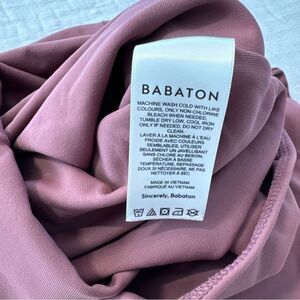 BABATON
MACHINE WASH COLD WITH LIKE
COLOURS, ONLY NON-CHLORINE
BLEACH WHEN NEEDED,
TUMBLE DRY LOW, COOL IRON
ONLY IF NEEDED, DO NOT DRY
CLEAN.
LAVER À LA MACHINE À L'EAU
FROIDE AVEC COULEURS
SEMBLABLES, UTILISER
SEULEMENT UN JAVELLISANT
SANS CHLORE AU BESOIN,
SÉCHER À BASSE
TEMPÉRATURE, REPASSAGE
DOUX SI NÉCESSAIRE, NE PAS
NETTOYER À SEC
MADE IN VIETNAM
FABRIQUÉ AU VIETNAM
Sincerely, Babaton